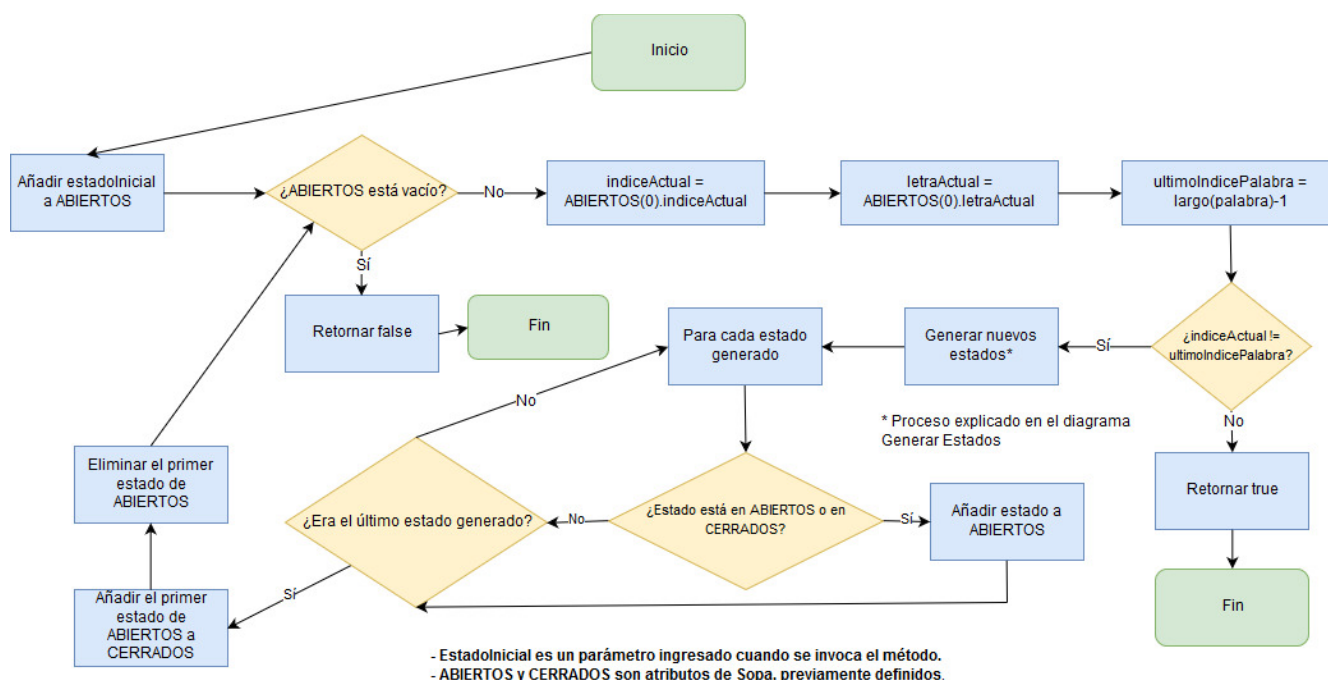 Inicio
Añadir estadoInicial
a ABIERTOS
¿ABIERTOS está vacío?
No
indiceActual =
ABIERTOS(0).indiceActual
letraActual =
ABIERTOS(0).letraActual
ultimoIndicePalabra =
largo(palabra)-1
Sí
Retornar false
Fin
Para cada estado
generado
Generar nuevos
estados*
Sí
¿indiceActual !=
ultimoIndicePalabra?
No
No
* Proceso explicado en el diagrama
Generar Estados
Eliminar el primer
estado de
ABIERTOS
¿Era el último estado generado?
No
¿Estado está en ABIERTOS o en
CERRADOS?
Sí
Añadir estado a
ABIERTOS
Retornar true
Sí
Añadir el primer
estado de
ABIERTOS a
CERRADOS
Fin
- EstadoInicial es un parámetro ingresado cuando se invoca el método.
- ABIERTOS y CERRADOS son atributos de Sopa, previamente definidos.